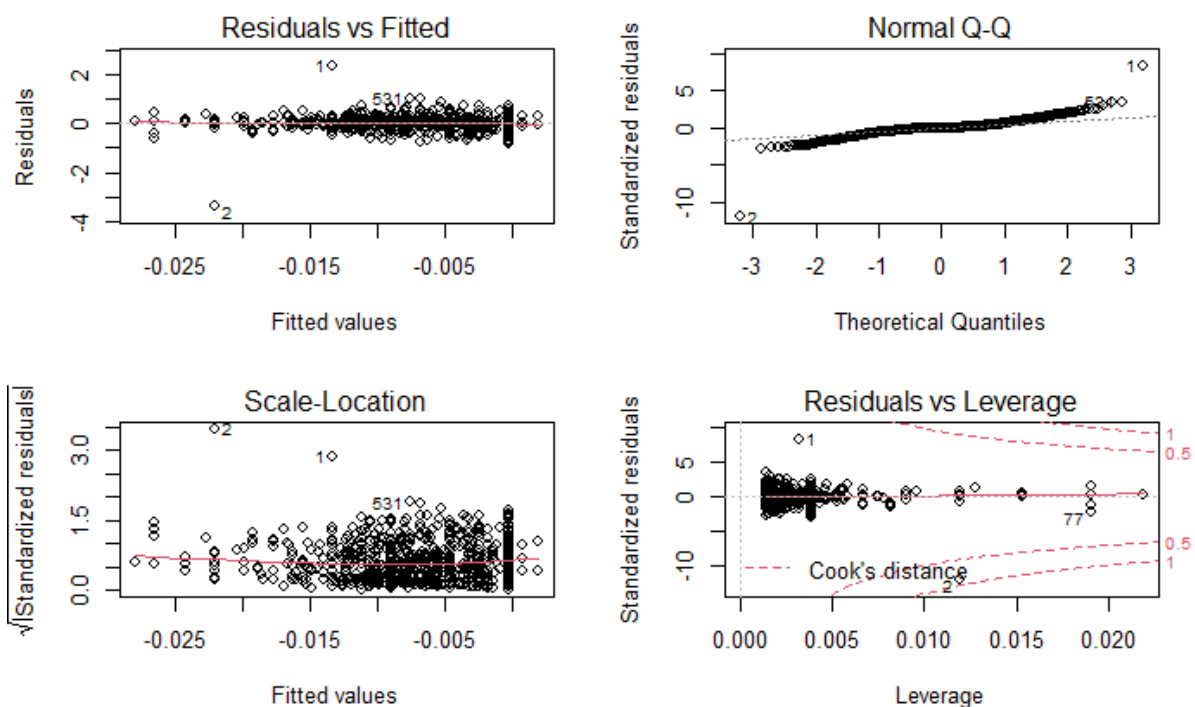 Residuals vs Fitted
Residuals
2
0
-2
-4
1
531
2
-0.025 -0.015 -0.005
Fitted values
Normal Q-Q
Standardized residuals
5
0
-10
1
531
2
-3 -2 -1 0 1 2 3
Theoretical Quantiles
Scale-Location
√|Standardized residuals|
3.0
1.5
0.0
2
1
531
-0.025 -0.015 -0.005
Fitted values
Residuals vs Leverage
Standardized residuals
5
0
-10
1
77
2
1
0.5
0.5
1
Cook's distance
0.000 0.005 0.010 0.015 0.020
Leverage